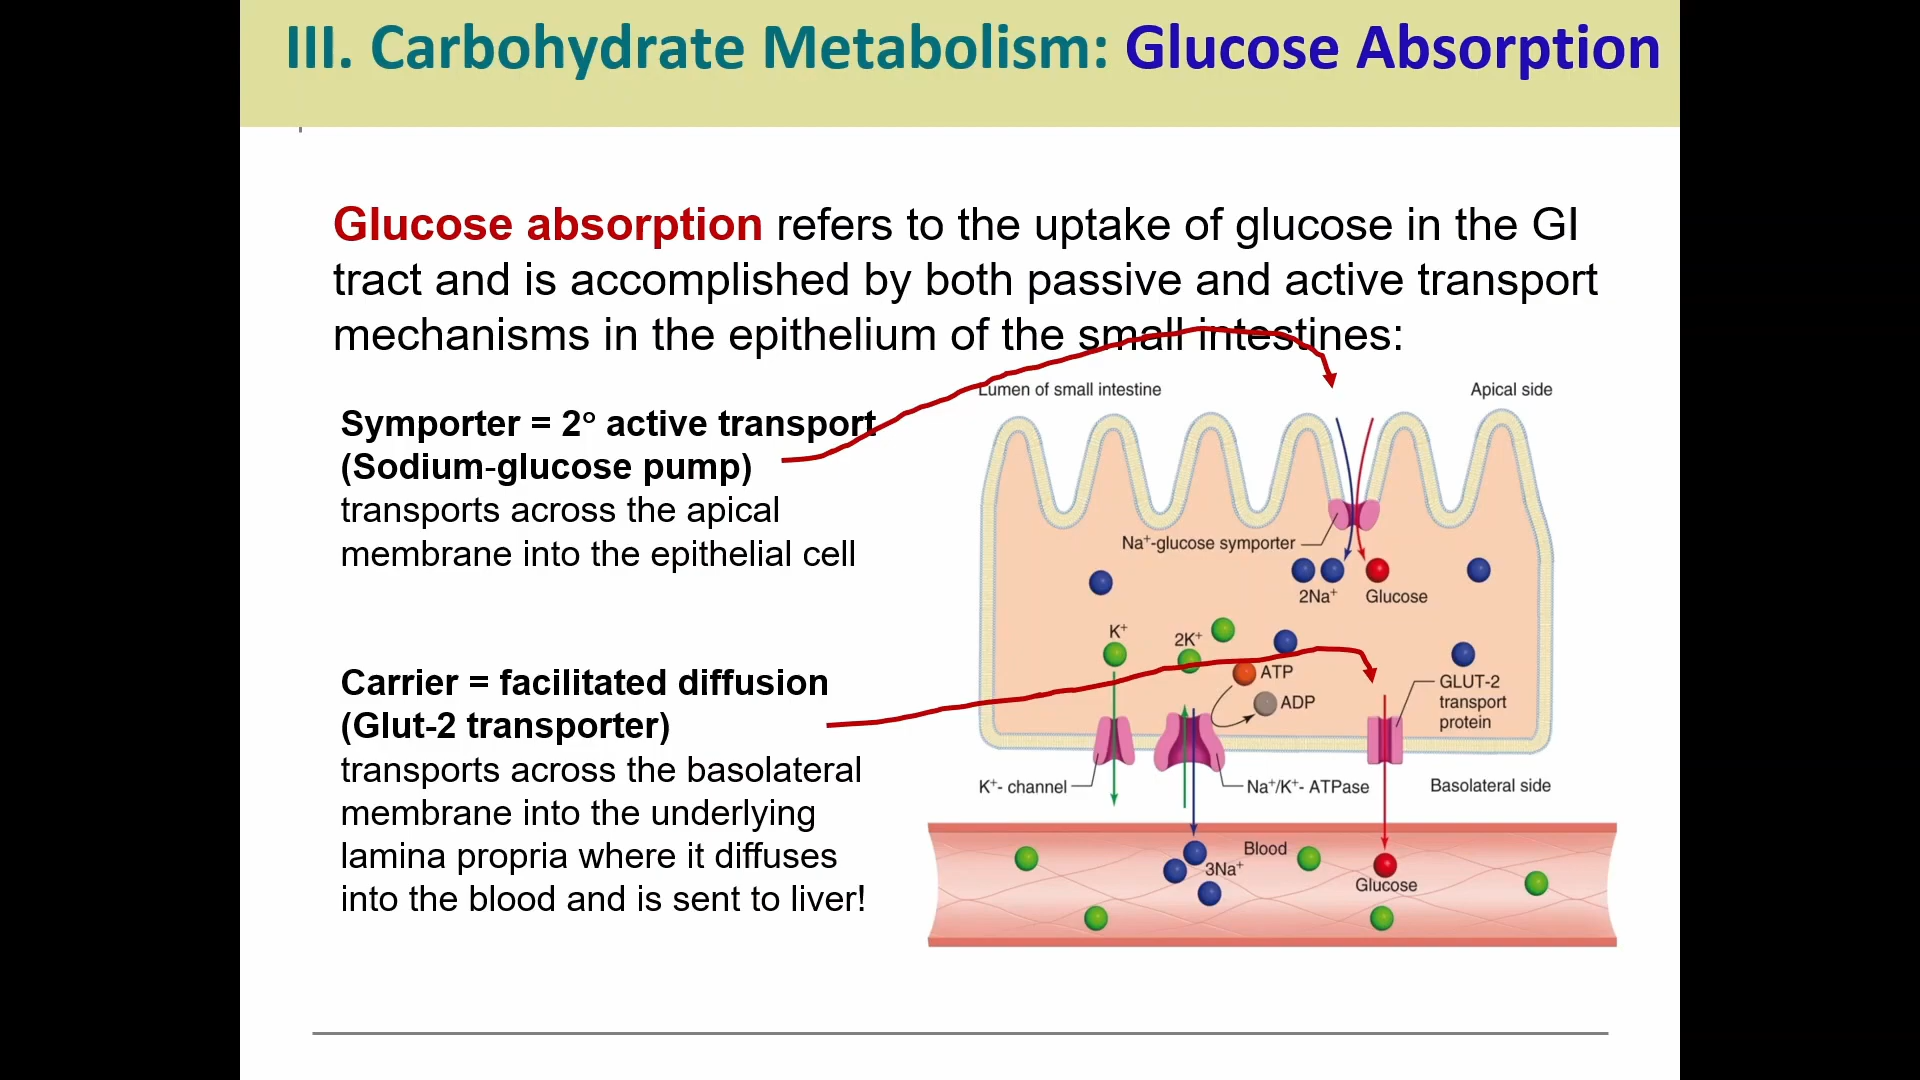 III. Carbohydrate Metabolism: Glucose Absorption
Glucose absorption refers to the uptake of glucose in the GI
tract and is accomplished by both passive and active transport
mechanisms in the epithelium of the small intestines:
Symporter = 2° active transport
(Sodium-glucose pump)
transports across the apical
membrane into the epithelial cell
Carrier = facilitated diffusion
(Glut-2 transporter)
transports across the basolateral
membrane into the underlying
lamina propria where it diffuses
into the blood and is sent to liver!
Lumen of small intestine
Apical side
Na⁺-glucose symporter
2Na⁺
Glucose
K⁺
2K⁺
ATP
ADP
GLUT-2
transport
protein
K⁺- channel
Na⁺/K⁺- ATPase
Basolateral side
Blood
3Na⁺
Glucose